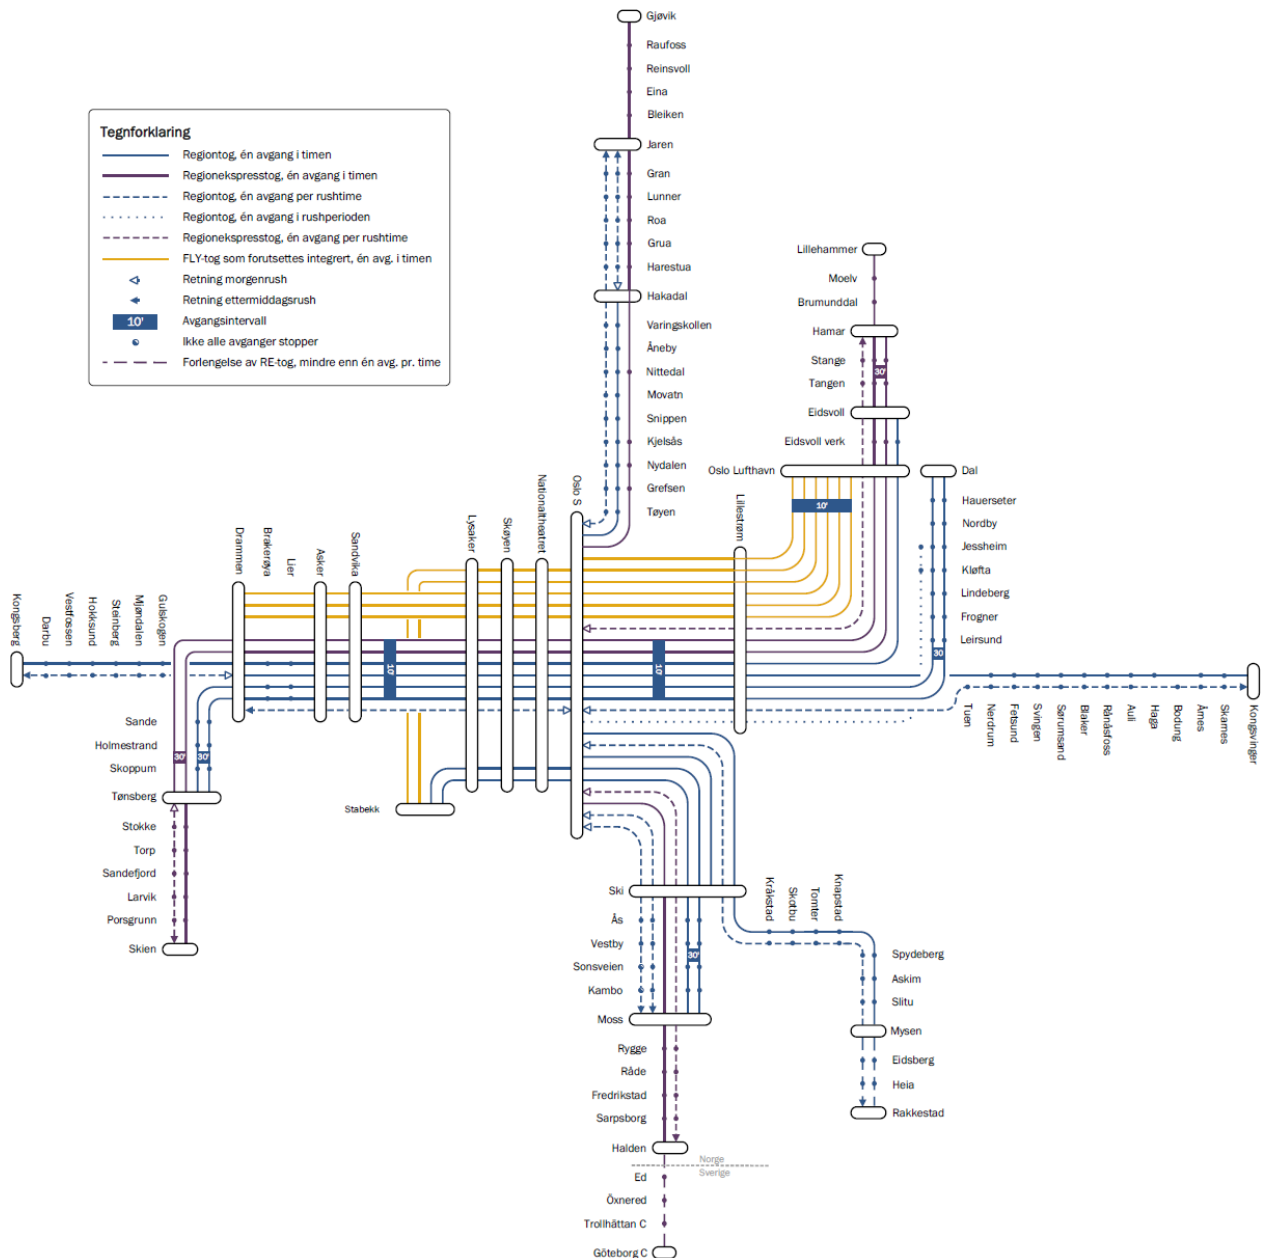 Gjøvik
Raufoss
Reinsvoll
Eina
Bleiken
Jaren
Gran
Lunner
Roa
Grua
Harestua
Hakadal
Varingskollen
Åneby
Nittedal
Movatn
Snippen
Kjelsås
Nydalen
Grefsen
Tøyen
Tegnforklaring
Regiontog, én avgang i timen
Regionekspresstog, én avgang i timen
Regiontog, én avgang per rushtime
Regiontog, én avgang i rushperioden
Regionekspresstog, én avgang per rushtime
FLY-tog som forutsettes integrert, én avg. i timen
Retning morgenrush
Retning ettermiddagsrush
10' Avgangsintervall
Ikke alle avganger stopper
Forlengelse av RE-tog, mindre enn én avg. pr. time
Lillehammer
Moelv
Brumunddal
Hamar
Stange
30'
Tangen
Eidsvoll
Eidsvoll verk
Oslo Lufthavn
10'
Dal
Hauerseter
Nordby
Jessheim
Kløfta
Lindeberg
Frogner
Leirsund
30
Kongsberg
Darbu
Vestfossen
Hokksund
Steinberg
Mjøndalen
Gulskogen
Drammen
Brakerøya
Lier
Asker
Sandvika
Lysaker
Skøyen
Nationaltheatret
Oslo S
Lillestrøm
10'
10'
Tuen
Nerdrum
Fetsund
Svingen
Sørumsand
Blaker
Rånåsfoss
Auli
Haga
Bodung
Årnes
Skarnes
Kongsvinger
Sande
Holmestrand
Skoppum
30'
30'
Tønsberg
Stokke
Torp
Sandefjord
Larvik
Porsgrunn
Skien
Stabekk
Ski
Ås
Vestby
Sonsveien
Kambo
30'
Moss
Rygge
Råde
Fredrikstad
Sarpsborg
Halden
Norge
Sverige
Ed
Öxnered
Trollhättan C
Göteborg C
Kråkstad
Skotbu
Tomter
Knapstad
Spydeberg
Askim
Slitu
Mysen
Eidsberg
Heia
Rakkestad